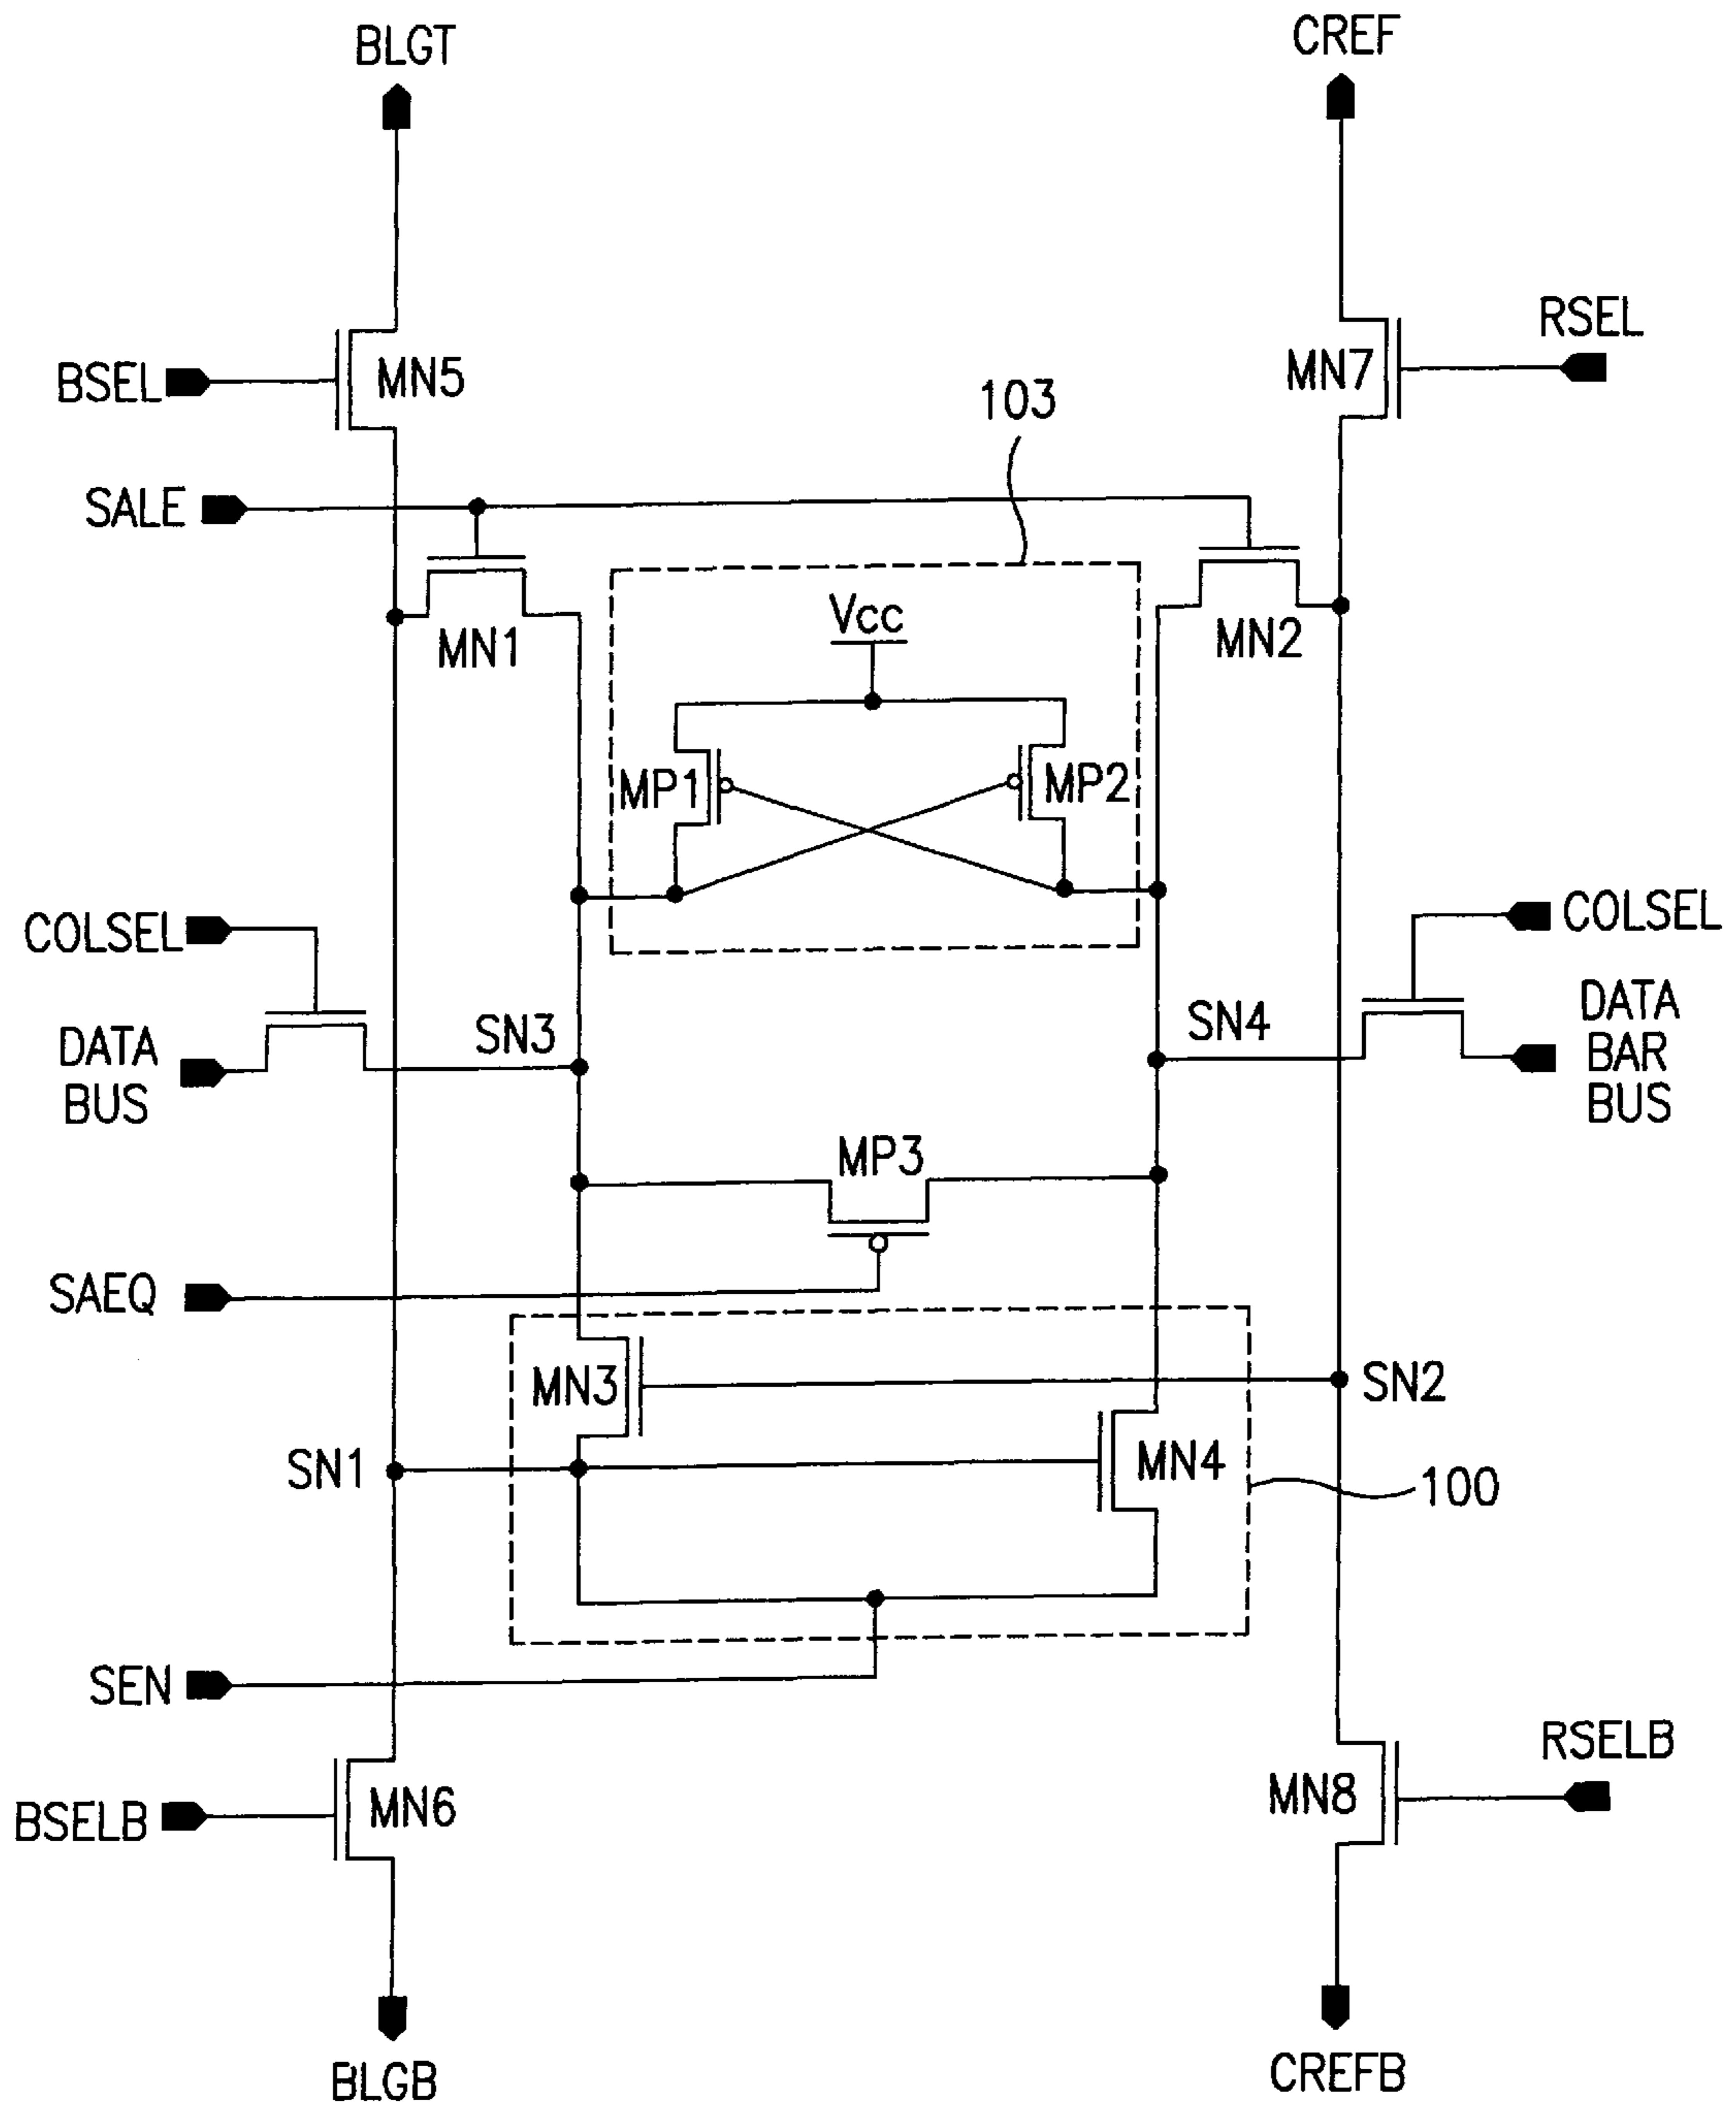 BLGT
CREF
RSEL
BSEL
MN5
MN7
103
SALE
Vcc
MN1
MN2
MP1
MP2
COLSEL
COLSEL
DATA
BUS
SN3
SN4
DATA
BAR
BUS
MP3
SAEQ
MN3
SN2
SN1
MN4
100
SEN
RSELB
BSELB
MN6
MN8
BLGB
CREFB